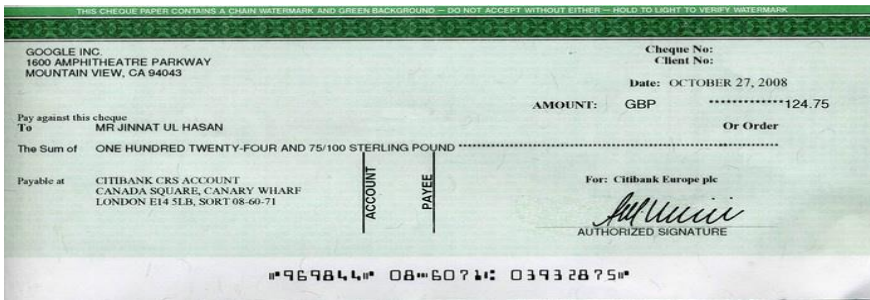 THIS CHEQUE PAPER CONTAINS A CHAIN WATERMARK AND GREEN BACKGROUND — DO NOT ACCEPT WITHOUT EITHER — HOLD TO LIGHT TO VERIFY WATERMARK
GOOGLE INC.
1600 AMPHITHEATRE PARKWAY
MOUNTAIN VIEW, CA 94043
Cheque No:
Client No:
Date: OCTOBER 27, 2008
AMOUNT: GBP *************124.75
Pay against this cheque
To MR JINNAT UL HASAN Or Order
The Sum of ONE HUNDRED TWENTY-FOUR AND 75/100 STERLING POUND
Payable at CITIBANK CRS ACCOUNT
CANADA SQUARE, CANARY WHARF
LONDON E14 5LB, SORT 08-60-71
ACCOUNT
PAYEE
For: Citibank Europe plc
AUTHORIZED SIGNATURE
⑈969844⑈ 08⑉6071⑆ 03932875⑈